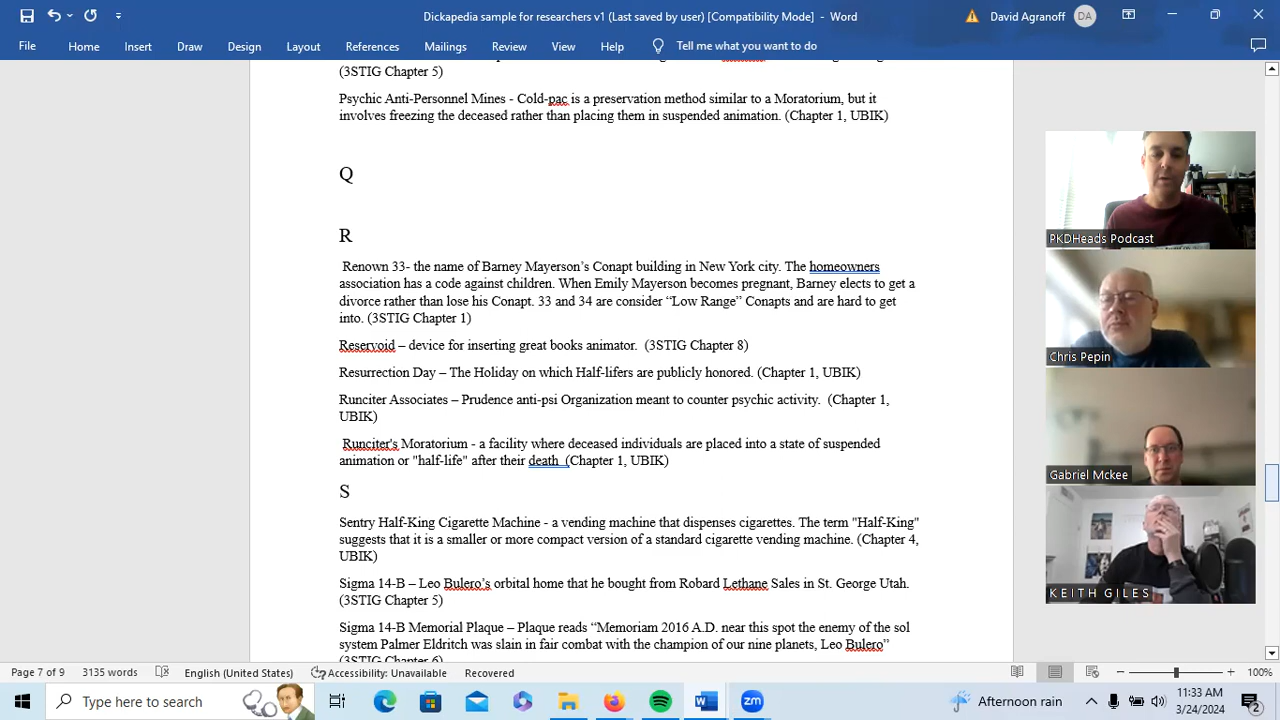 Dickapedia sample for researchers v1 (Last saved by user) [Compatibility Mode] - Word
David Agranoff
DA
File Home Insert Draw Design Layout References Mailings Review View Help Tell me what you want to do
(3STIG Chapter 5)
Psychic Anti-Personnel Mines - Cold-pac is a preservation method similar to a Moratorium, but it
involves freezing the deceased rather than placing them in suspended animation. (Chapter 1, UBIK)
Q
R
Renown 33- the name of Barney Mayerson’s Conapt building in New York city. The homeowners
association has a code against children. When Emily Mayerson becomes pregnant, Barney elects to get a
divorce rather than lose his Conapt. 33 and 34 are consider “Low Range” Conapts and are hard to get
into. (3STIG Chapter 1)
Reservoid – device for inserting great books animator. (3STIG Chapter 8)
Resurrection Day – The Holiday on which Half-lifers are publicly honored. (Chapter 1, UBIK)
Runciter Associates – Prudence anti-psi Organization meant to counter psychic activity. (Chapter 1,
UBIK)
Runciter's Moratorium - a facility where deceased individuals are placed into a state of suspended
animation or "half-life" after their death (Chapter 1, UBIK)
S
Sentry Half-King Cigarette Machine - a vending machine that dispenses cigarettes. The term "Half-King"
suggests that it is a smaller or more compact version of a standard cigarette vending machine. (Chapter 4,
UBIK)
Sigma 14-B – Leo Bulero’s orbital home that he bought from Robard Lethane Sales in St. George Utah.
(3STIG Chapter 5)
Sigma 14-B Memorial Plaque – Plaque reads “Memoriam 2016 A.D. near this spot the enemy of the sol
system Palmer Eldritch was slain in fair combat with the champion of our nine planets, Leo Bulero”
(3STIG Chapter 6)
PKDHeads Podcast
Chris Pepin
Gabriel Mckee
KEITH GILES
Page 7 of 9 3135 words English (United States) Accessibility: Unavailable Recovered 100%
Type here to search
W
zm
Afternoon rain
11:33 AM
3/24/2024
2